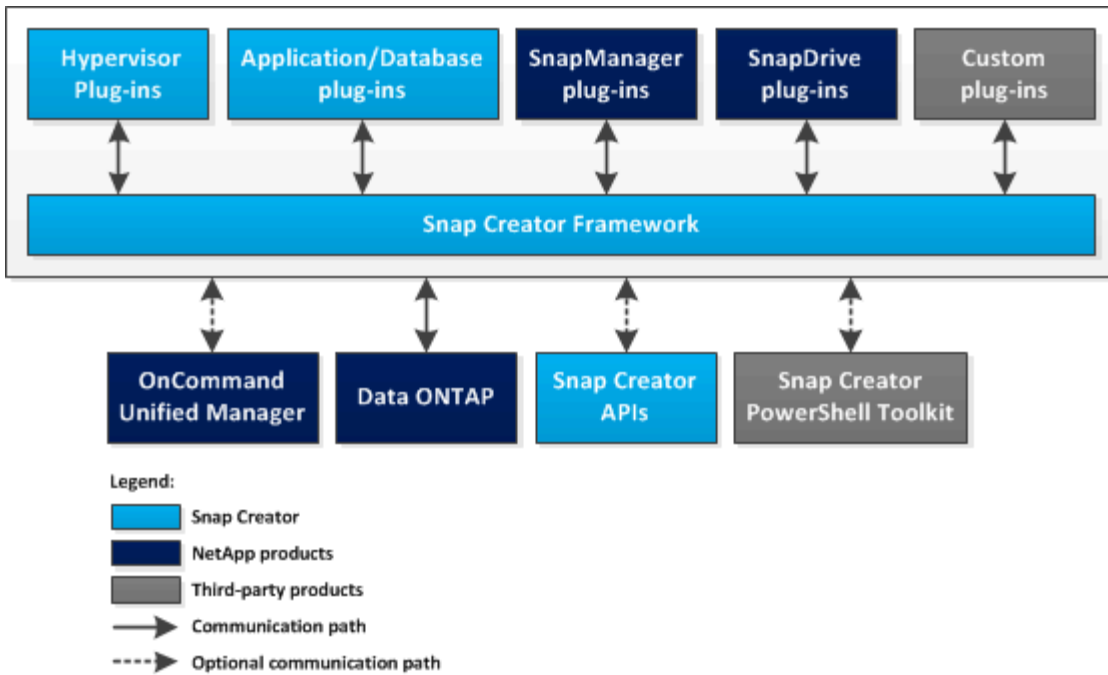 Hypervisor
Plug-ins
Application/Database
plug-ins
SnapManager
plug-ins
SnapDrive
plug-ins
Custom
plug-ins
Snap Creator Framework
OnCommand
Unified Manager
Data ONTAP
Snap Creator
APIs
Snap Creator
PowerShell Toolkit
Legend:
Snap Creator
NetApp products
Third-party products
Communication path
Optional communication path